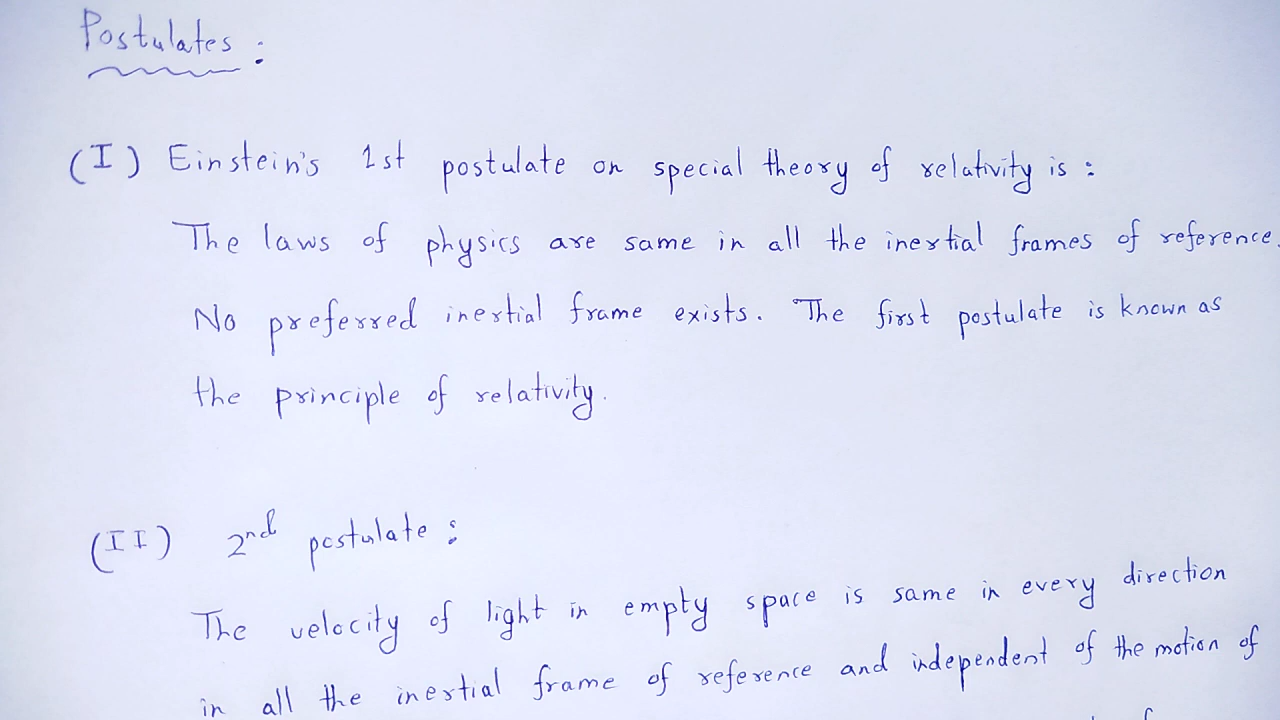 Postulates :
(I) Einstein's 1st postulate on special theory of relativity is :
The laws of physics are same in all the inertial frames of reference.
No preferred inertial frame exists. The first postulate is known as
the principle of relativity.
(II) 2nd postulate :
The velocity of light in empty space is same in every direction
in all the inertial frame of reference and independent of the motion of